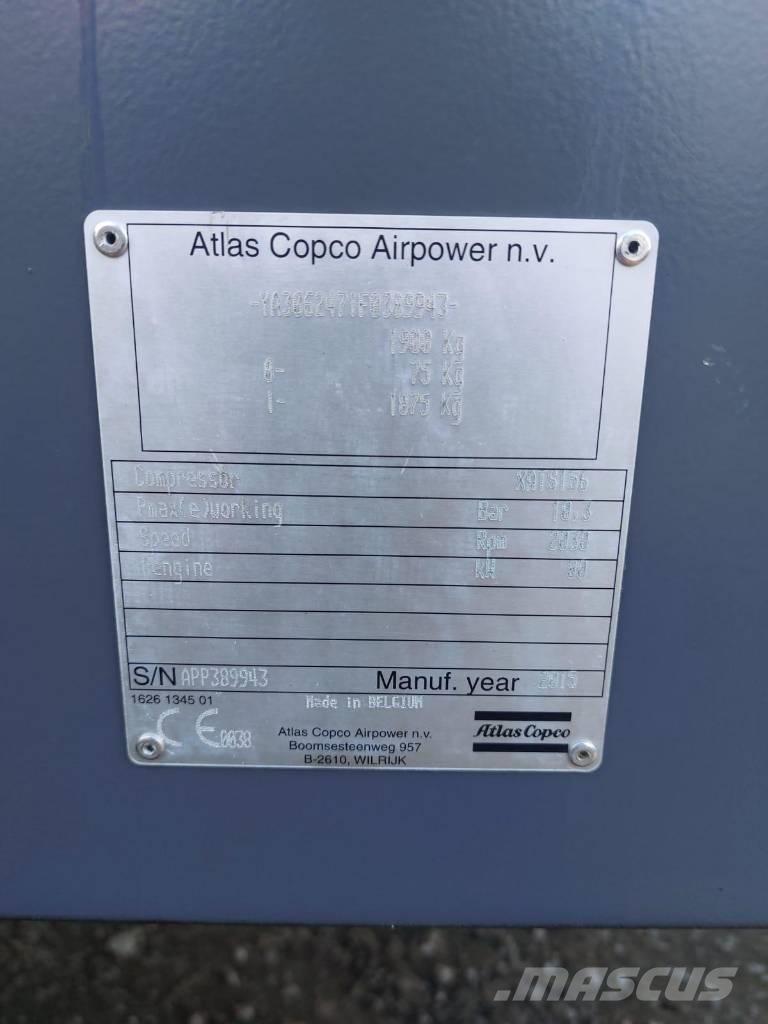 Atlas Copco Airpower n.v.
-YA3062471F0389943-
1900 Kg
0- 75 Kg
1- 1875 Kg
Compressor XATS156
Pmax(e)working Bar 10.3
Speed Rpm
Pengine KW
S/N APP389943 Manuf. year 2015
1626 1345 01 Made in BELGIUM
CE 0038
Atlas Copco Airpower n.v.
Boomsesteenweg 957
B-2610, WILRIJK
Atlas Copco
MASCUS